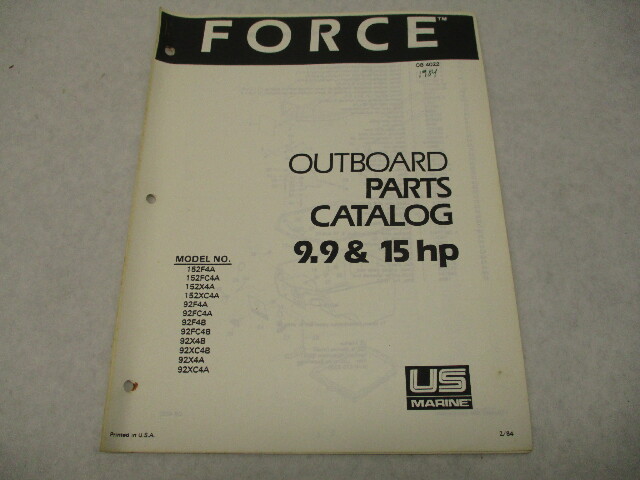 FORCE™
OB 4022
1984
OUTBOARD
PARTS
CATALOG
9.9 & 15 hp
MODEL NO.
152F4A
152FC4A
152X4A
152XC4A
92F4A
92FC4A
92F4B
92FC4B
92X4B
92XC4B
92X4A
92XC4A
US
MARINE
Printed in U.S.A.
2/84